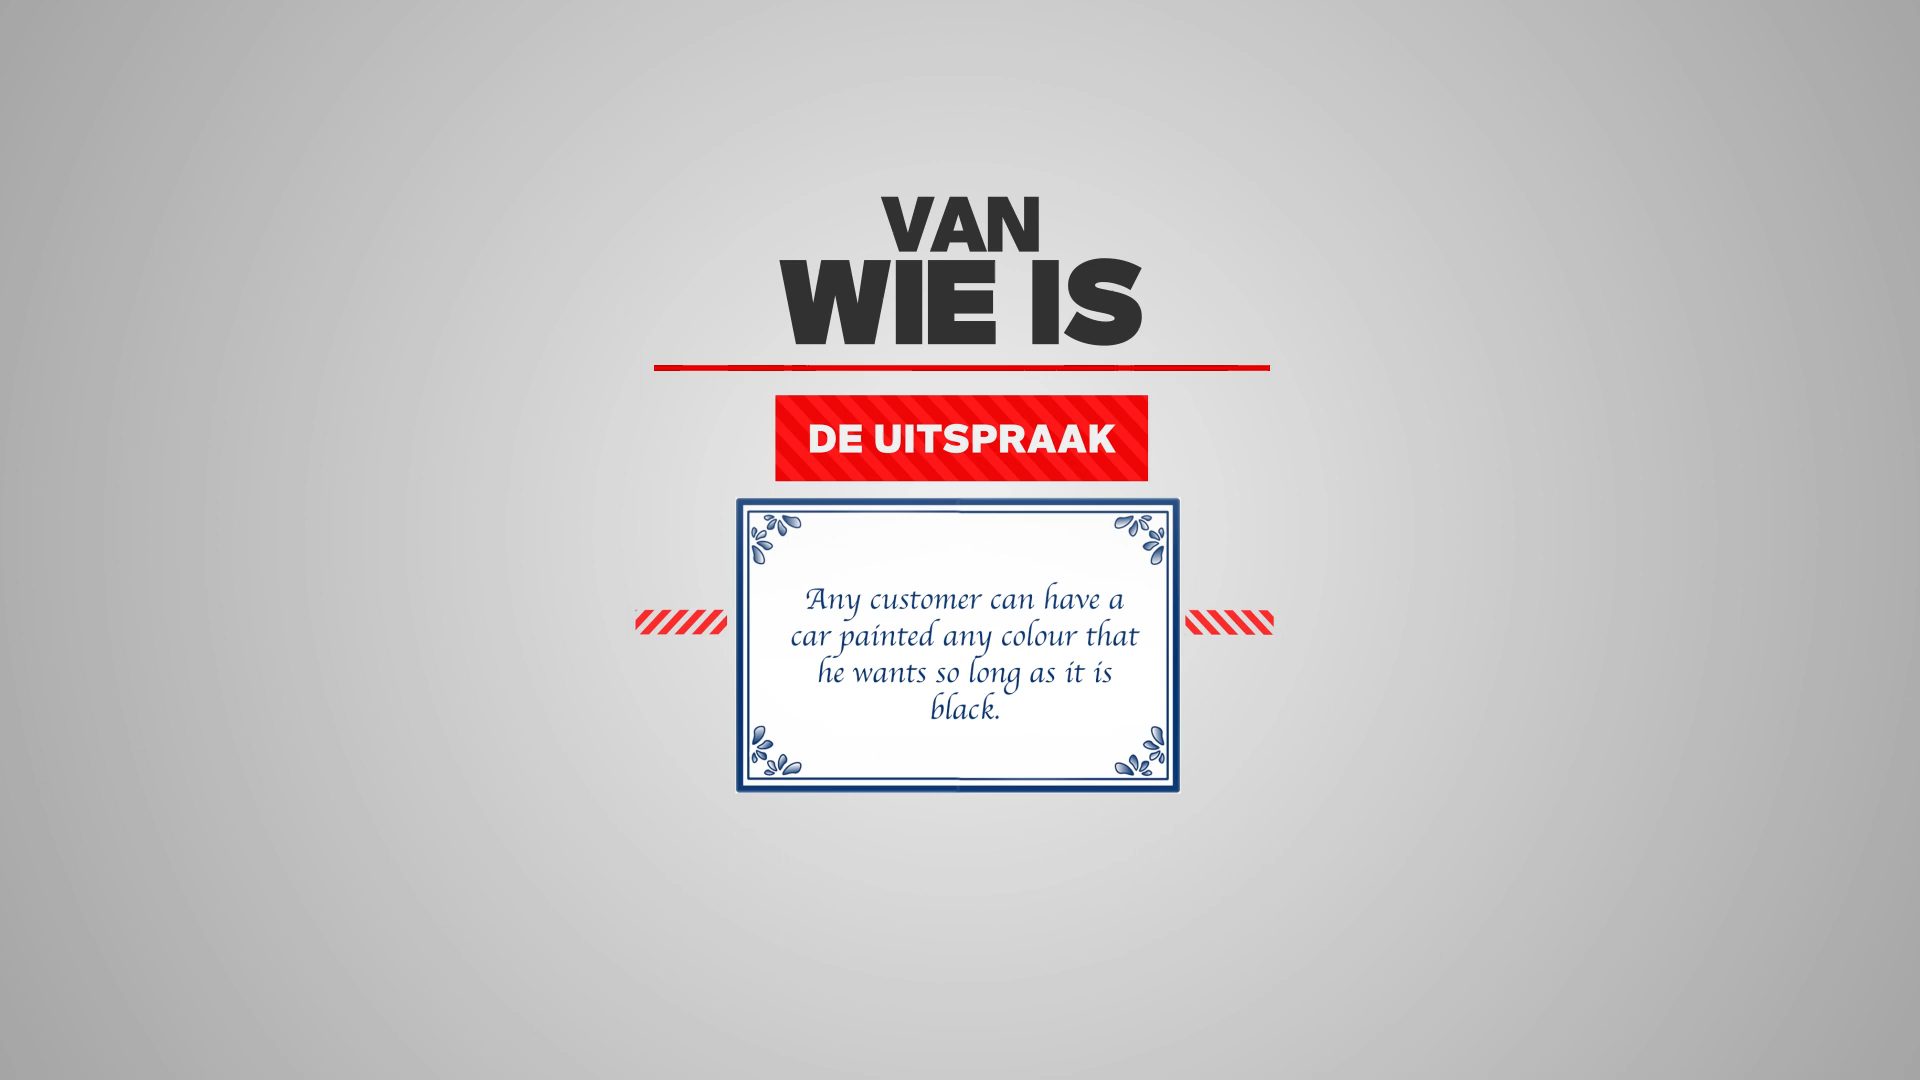 VAN
WIE IS
DE UITSPRAAK
Any customer can have a
car painted any colour that
he wants so long as it is
black.